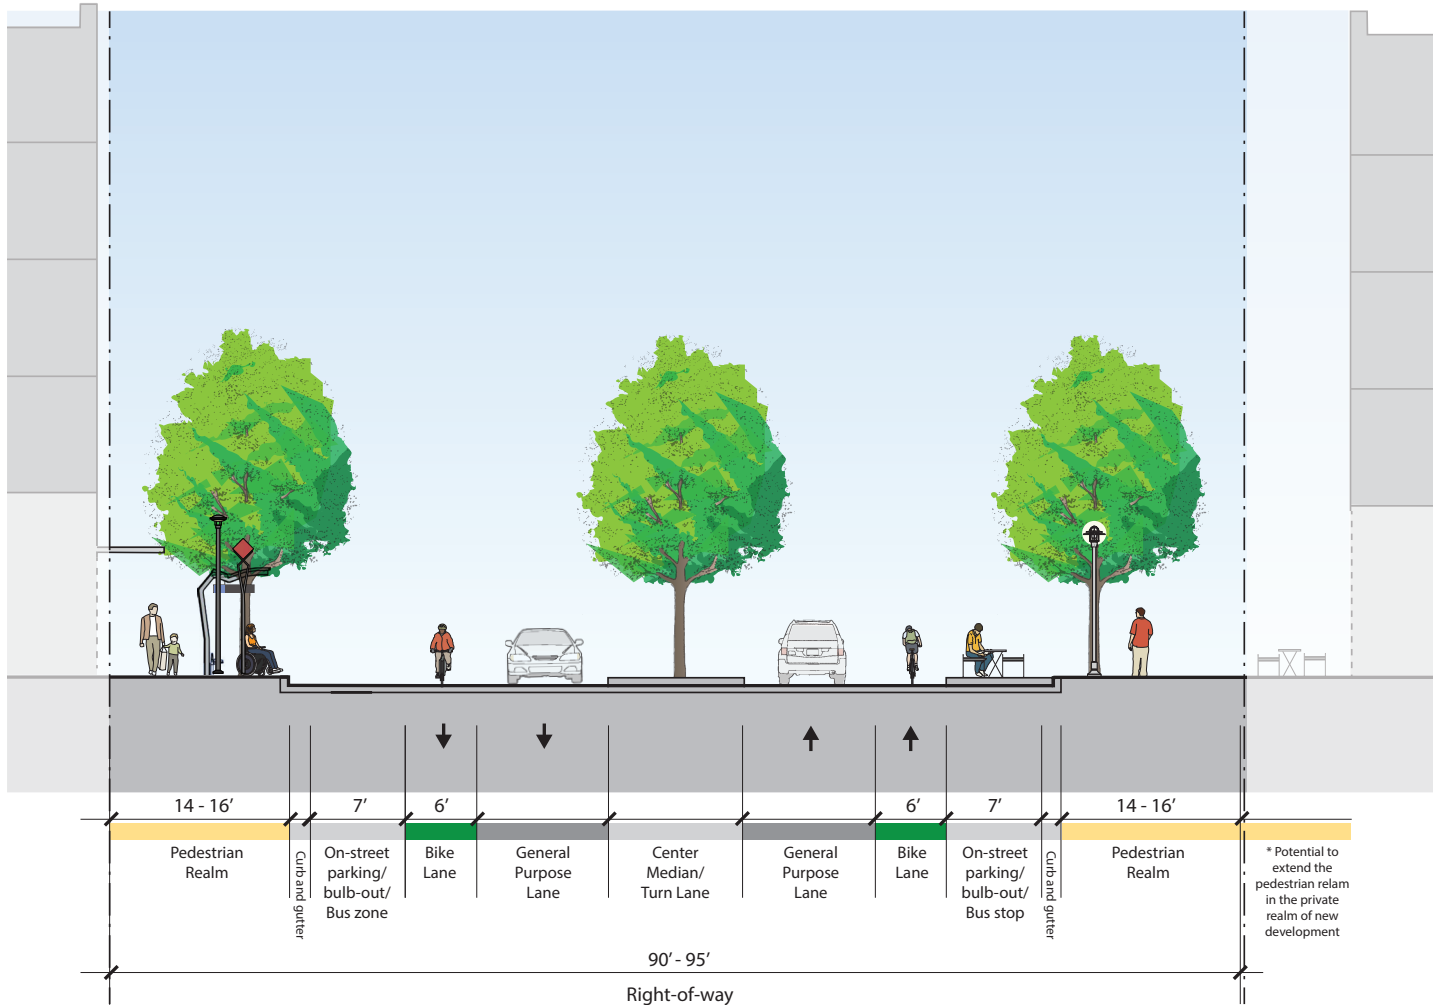 14 - 16’
7’
6’
6’
7’
14 - 16’
Pedestrian
Realm
Curb and gutter
On-street
parking/
bulb-out/
Bus zone
Bike
Lane
General
Purpose
Lane
Center
Median/
Turn Lane
General
Purpose
Lane
Bike
Lane
On-street
parking/
bulb-out/
Bus stop
Curb and gutter
Pedestrian
Realm
* Potential to
extend the
pedestrian relam
in the private
realm of new
development
90’ - 95’
Right-of-way